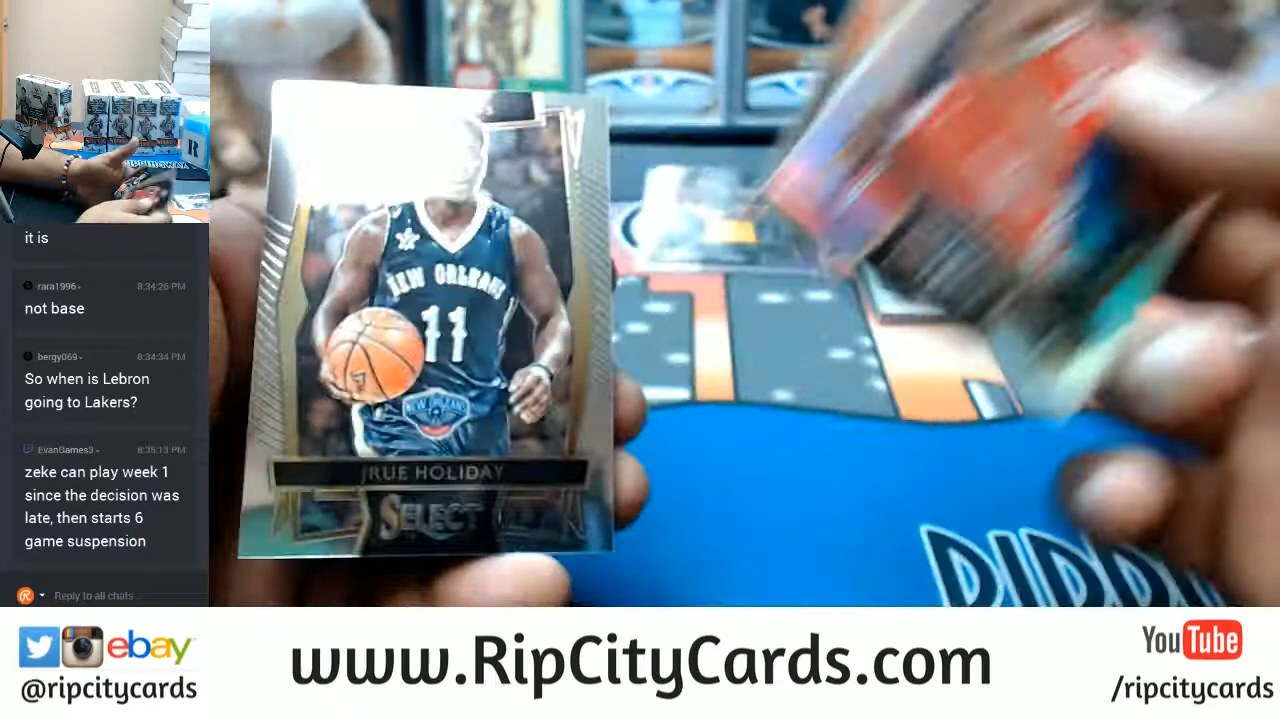 it is
rara1996
8:34:26 PM
not base
bergy069
8:34:34 PM
So when is Lebron
going to Lakers?
EvanGames3
8:35:13 PM
zeke can play week 1
since the decision was
late, then starts 6
game suspension
Reply to all chats...
NEW ORLEANS
11
NEW ORLEANS
JRUE HOLIDAY
SELECT
ebay
@ripcitycards
www.RipCityCards.com
YouTube
/ripcitycards